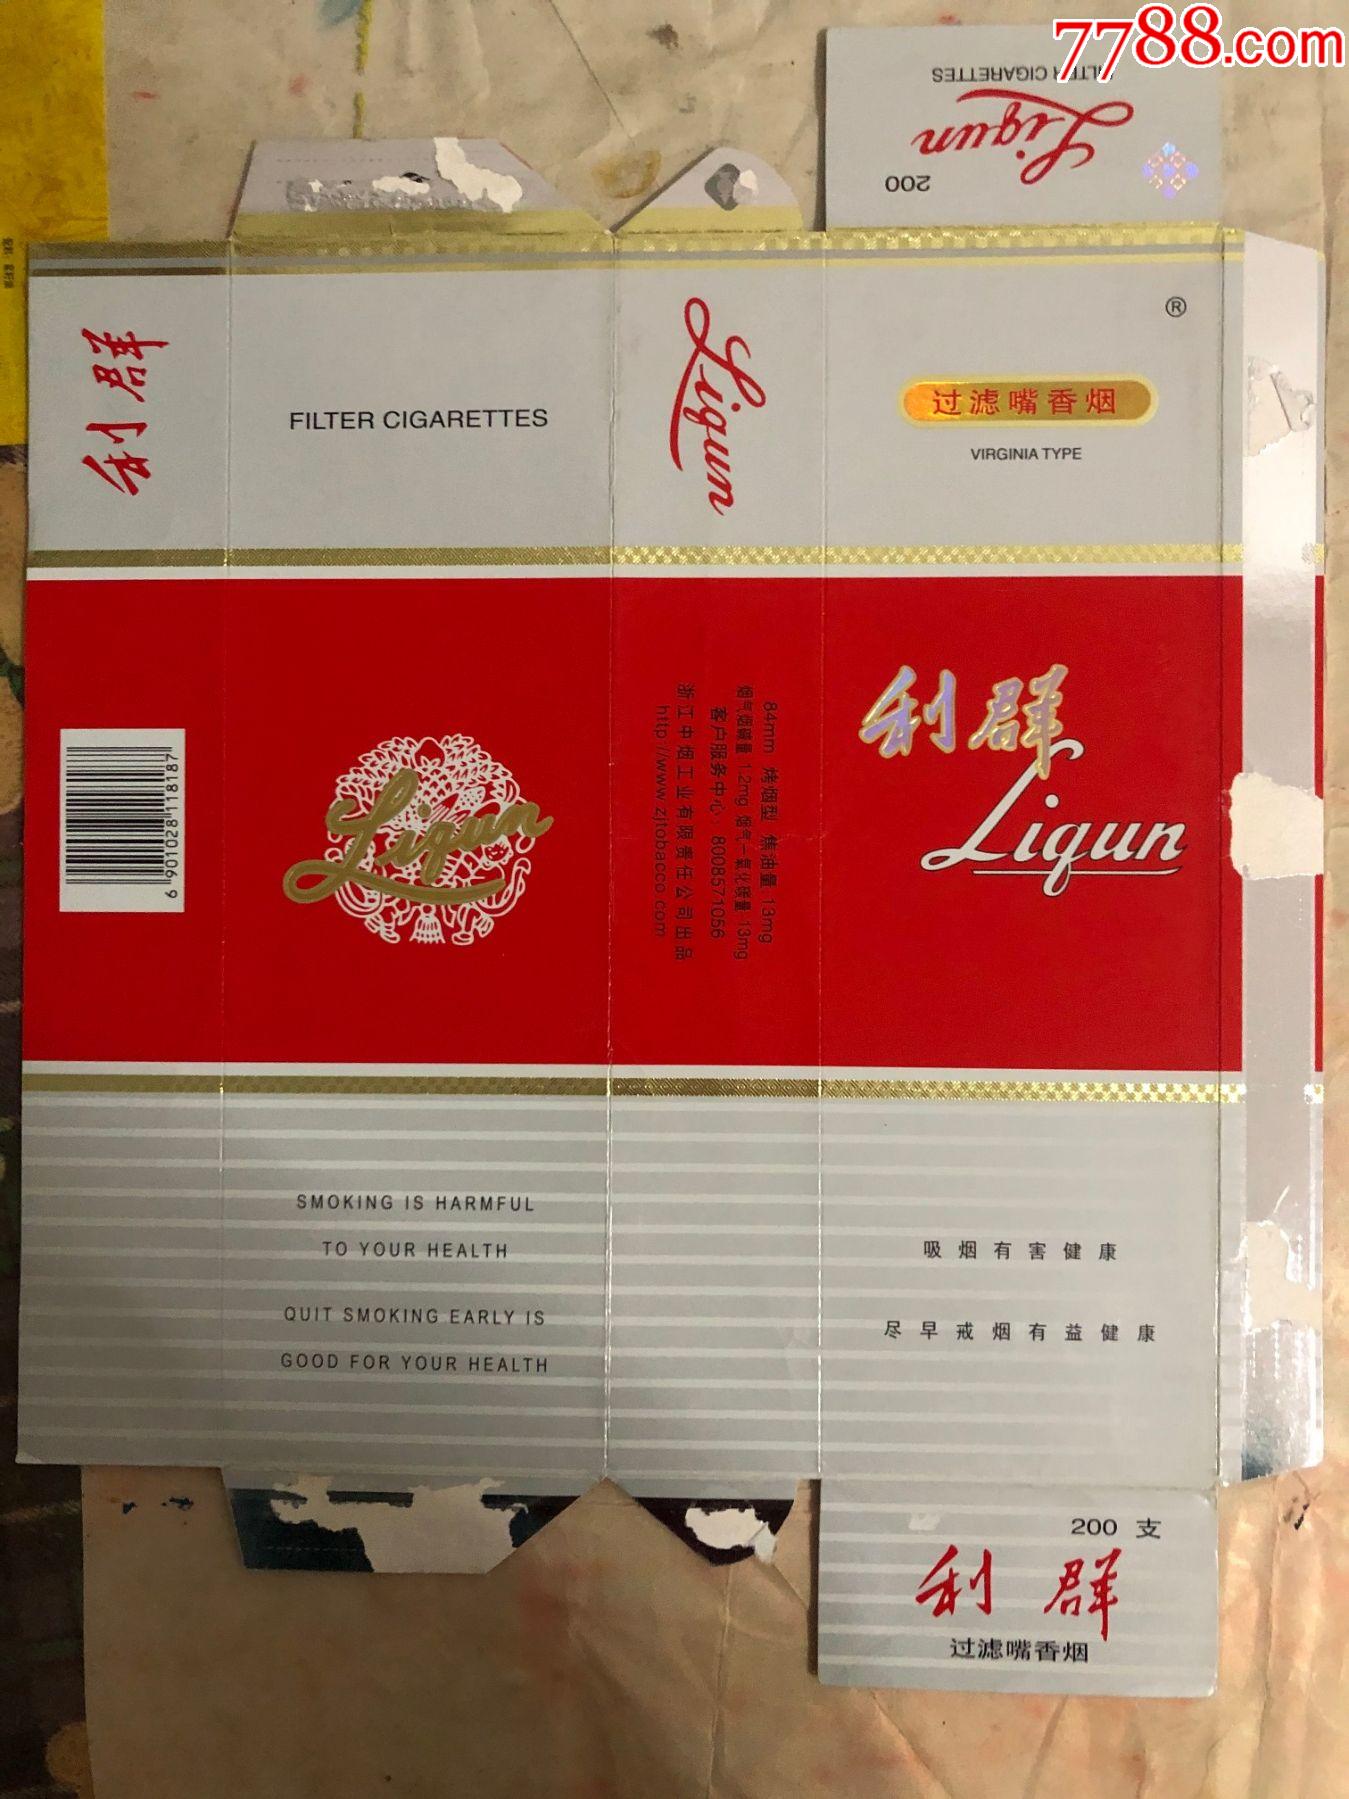 7788.com
FILTER CIGARETTES
Liqun
200
利群
FILTER CIGARETTES
Liqun
®
过滤嘴香烟
VIRGINIA TYPE
6 901028 118187
Liqun
84mm 烤烟型 焦油量 13mg
烟气烟碱量 1.2mg 烟气一氧化碳量 13mg
客户服务中心：8008571056
浙江中烟工业有限责任公司出品
http://www.zjtobacco.com
利群
Liqun
SMOKING IS HARMFUL
TO YOUR HEALTH
QUIT SMOKING EARLY IS
GOOD FOR YOUR HEALTH
吸烟有害健康
尽早戒烟有益健康
200 支
利群
过滤嘴香烟